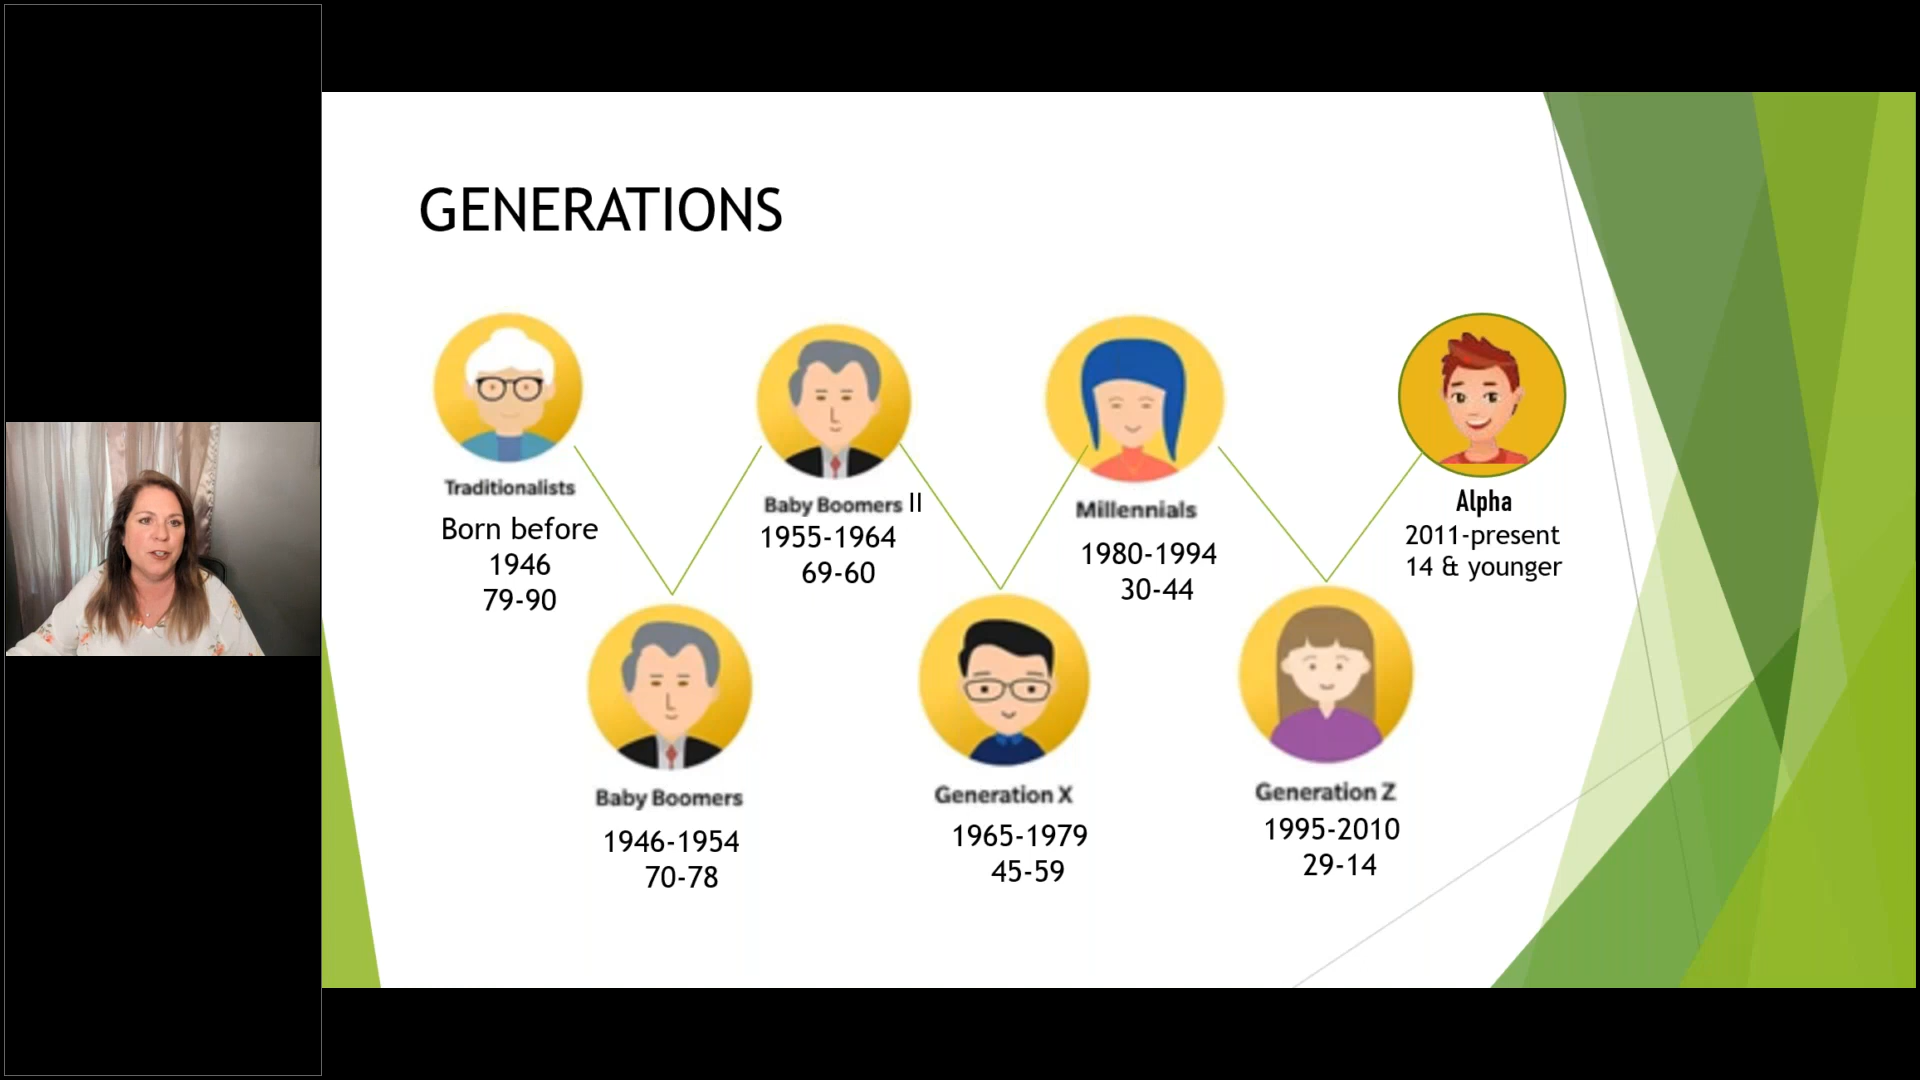 GENERATIONS
Traditionalists
Born before
1946
79-90
Baby Boomers
1946-1954
70-78
Baby Boomers II
1955-1964
69-60
Generation X
1965-1979
45-59
Millennials
1980-1994
30-44
Generation Z
1995-2010
29-14
Alpha
2011-present
14 & younger